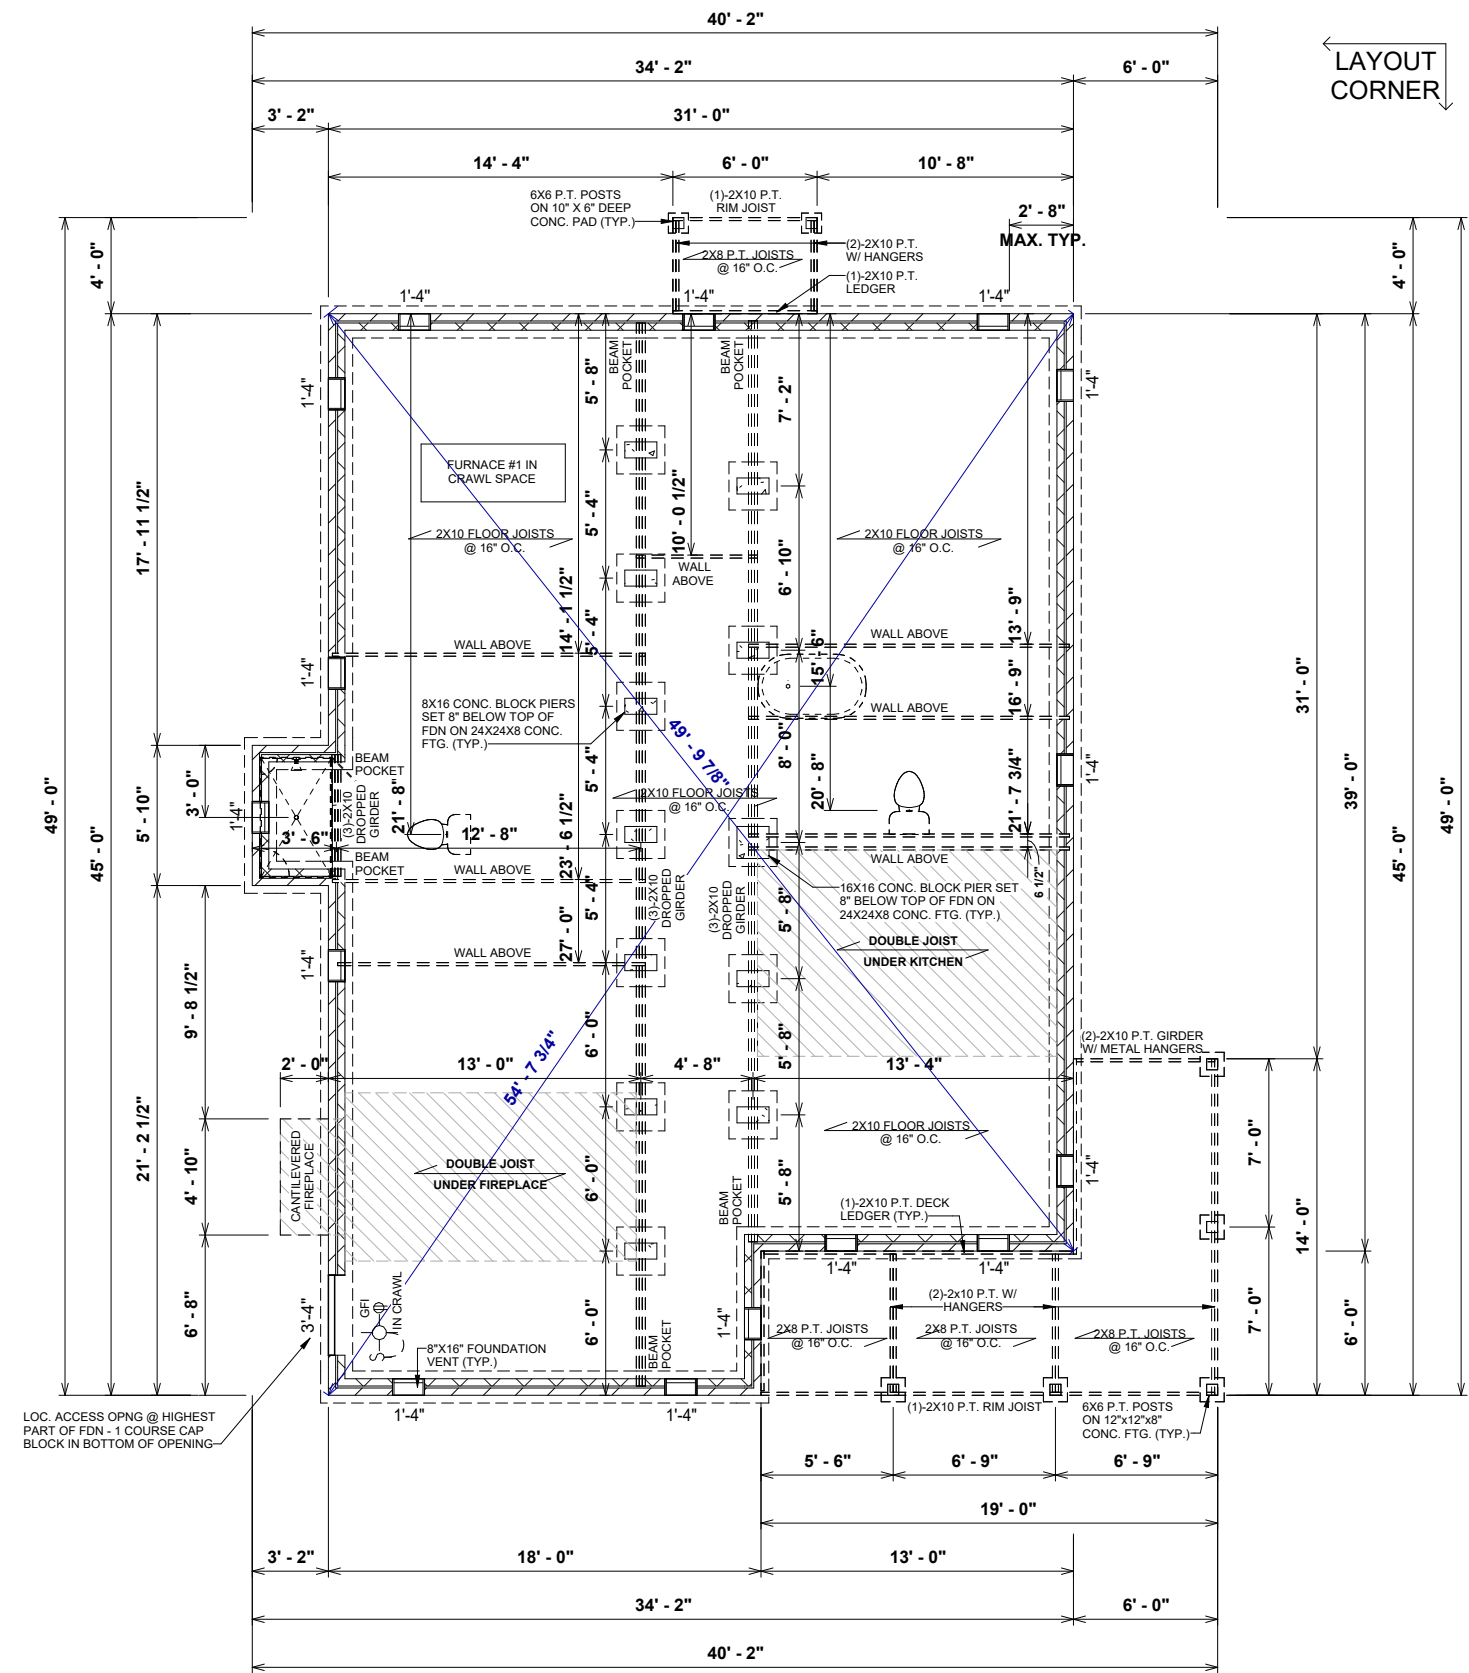 40' - 2"
LAYOUT
CORNER
34' - 2"
6' - 0"
3' - 2"
31' - 0"
14' - 4"
6' - 0"
10' - 8"
6X6 P.T. POSTS
ON 10" X 6" DEEP
CONC. PAD (TYP.)
(1)-2X10 P.T.
RIM JOIST
2' - 8"
MAX. TYP.
(2)-2X10 P.T.
W/ HANGERS
2X8 P.T. JOISTS
@ 16" O.C.
(1)-2X10 P.T.
LEDGER
4' - 0"
4' - 0"
1'-4"
1'-4"
1'-4"
BEAM
POCKET
BEAM
POCKET
5' - 8"
7' - 2"
1'-4"
1'-4"
FURNACE #1 IN
CRAWL SPACE
17' - 11 1/2"
2X10 FLOOR JOISTS
@ 16" O.C.
5' - 4"
10' - 0 1/2"
2X10 FLOOR JOISTS
@ 16" O.C.
6' - 10"
WALL
ABOVE
14' - 1 1/2"
5' - 4"
13' - 9"
WALL ABOVE
WALL ABOVE
15' - 6"
1'-4"
16' - 9"
WALL ABOVE
31' - 0"
8X16 CONC. BLOCK PIERS
SET 8" BELOW TOP OF
FDN ON 24X24X8 CONC.
FTG. (TYP.)
49' - 9 7/8"
8' - 0"
BEAM
POCKET
5' - 4"
1'-4"
49' - 0"
45' - 0"
5' - 10"
3' - 0"
1'-4"
3' - 6"
(3)-2X10
DROPPED
GIRDER
21' - 8"
12' - 8"
2X10 FLOOR JOISTS
@ 16" O.C.
20' - 8"
21' - 7 3/4"
39' - 0"
45' - 0"
49' - 0"
BEAM
POCKET
WALL ABOVE
23' - 6 1/2"
WALL ABOVE
6 1/2"
5' - 4"
(3)-2X10
DROPPED
GIRDER
(3)-2X10
DROPPED
GIRDER
16X16 CONC. BLOCK PIER SET
8" BELOW TOP OF FDN ON
24X24X8 CONC. FTG. (TYP.)
5' - 8"
DOUBLE JOIST
UNDER KITCHEN
WALL ABOVE
27' - 0"
1'-4"
9' - 8 1/2"
6' - 0"
5' - 8"
54' - 7 3/4"
(2)-2X10 P.T. GIRDER
W/ METAL HANGERS
2' - 0"
13' - 0"
4' - 8"
13' - 4"
21' - 2 1/2"
4' - 10"
CANTILEVERED
FIREPLACE
DOUBLE JOIST
UNDER FIREPLACE
6' - 0"
2X10 FLOOR JOISTS
@ 16" O.C.
5' - 8"
1'-4"
7' - 0"
14' - 0"
BEAM
POCKET
(1)-2X10 P.T. DECK
LEDGER (TYP.)
1'-4"
1'-4"
6' - 8"
3'-4"
GFI
IN CRAWL
S
6' - 0"
BEAM
POCKET
1'-4"
(2)-2x10 P.T. W/
HANGERS
2X8 P.T. JOISTS
@ 16" O.C.
2X8 P.T. JOISTS
@ 16" O.C.
2X8 P.T. JOISTS
@ 16" O.C.
7' - 0"
6' - 0"
8"X16" FOUNDATION
VENT (TYP.)
1'-4"
1'-4"
LOC. ACCESS OPNG @ HIGHEST
PART OF FDN - 1 COURSE CAP
BLOCK IN BOTTOM OF OPENING
(1)-2X10 P.T. RIM JOIST
6X6 P.T. POSTS
ON 12"x12"x8"
CONC. FTG. (TYP.)
5' - 6"
6' - 9"
6' - 9"
19' - 0"
3' - 2"
18' - 0"
13' - 0"
34' - 2"
6' - 0"
40' - 2"